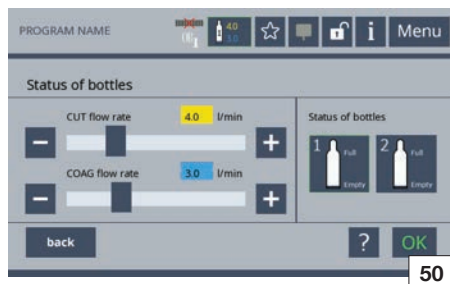 PROGRAM NAME
1 4.0
3.0
i Menu
Status of bottles
CUT flow rate 4.0 l/min
− +
COAG flow rate 3.0 l/min
− +
Status of bottles
1 Full 2 Full
Empty Empty
back ? OK
50